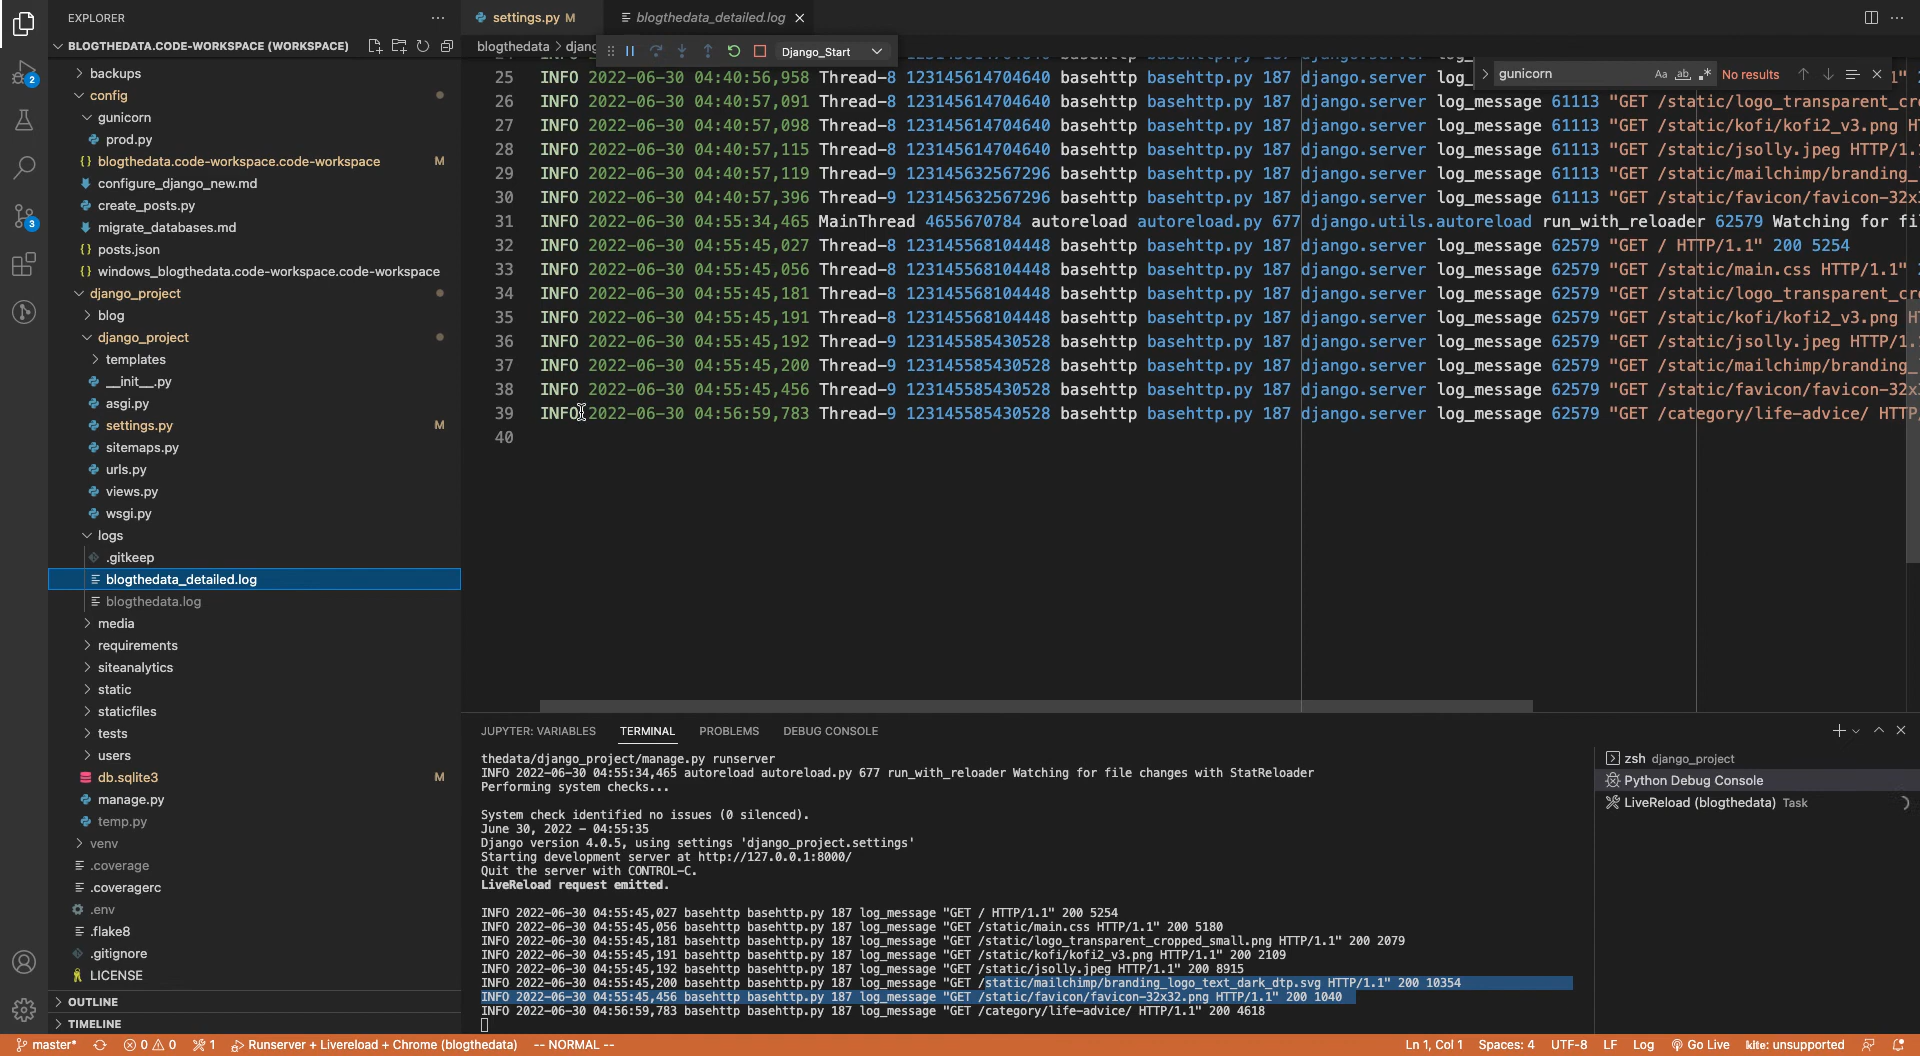 EXPLORER
BLOGTHEDATA.CODE-WORKSPACE (WORKSPACE)
backups
config
gunicorn
prod.py
blogthedata.code-workspace.code-workspace M
configure_django_new.md
create_posts.py
migrate_databases.md
posts.json
windows_blogthedata.code-workspace.code-workspace
django_project
blog
django_project
templates
__init__.py
asgi.py
settings.py M
sitemaps.py
urls.py
views.py
wsgi.py
logs
.gitkeep
blogthedata_detailed.log
blogthedata.log
media
requirements
siteanalytics
static
staticfiles
tests
users
db.sqlite3 M
manage.py
temp.py
venv
.coverage
.coveragerc
.env
.flake8
.gitignore
LICENSE
OUTLINE
TIMELINE
2
3
settings.py M
blogthedata_detailed.log
blogthedata > djang
Django_Start
gunicorn
Aa ab No results
25 INFO 2022-06-30 04:40:56,958 Thread-8 123145614704640 basehttp basehttp.py 187 django.server log_
26 INFO 2022-06-30 04:40:57,091 Thread-8 123145614704640 basehttp basehttp.py 187 django.server log_message 61113 "GET /static/logo_transparent_cr
27 INFO 2022-06-30 04:40:57,098 Thread-8 123145614704640 basehttp basehttp.py 187 django.server log_message 61113 "GET /static/kofi/kofi2_v3.png H
28 INFO 2022-06-30 04:40:57,115 Thread-8 123145614704640 basehttp basehttp.py 187 django.server log_message 61113 "GET /static/jsolly.jpeg HTTP/1.
29 INFO 2022-06-30 04:40:57,119 Thread-9 123145632567296 basehttp basehttp.py 187 django.server log_message 61113 "GET /static/mailchimp/branding_
30 INFO 2022-06-30 04:40:57,396 Thread-9 123145632567296 basehttp basehttp.py 187 django.server log_message 61113 "GET /static/favicon/favicon-32x
31 INFO 2022-06-30 04:55:34,465 MainThread 4655670784 autoreload autoreload.py 677 django.utils.autoreload run_with_reloader 62579 Watching for fi
32 INFO 2022-06-30 04:55:45,027 Thread-8 123145568104448 basehttp basehttp.py 187 django.server log_message 62579 "GET / HTTP/1.1" 200 5254
33 INFO 2022-06-30 04:55:45,056 Thread-8 123145568104448 basehttp basehttp.py 187 django.server log_message 62579 "GET /static/main.css HTTP/1.1"
34 INFO 2022-06-30 04:55:45,181 Thread-8 123145568104448 basehttp basehttp.py 187 django.server log_message 62579 "GET /static/logo_transparent_cr
35 INFO 2022-06-30 04:55:45,191 Thread-8 123145568104448 basehttp basehttp.py 187 django.server log_message 62579 "GET /static/kofi/kofi2_v3.png H
36 INFO 2022-06-30 04:55:45,192 Thread-9 123145585430528 basehttp basehttp.py 187 django.server log_message 62579 "GET /static/jsolly.jpeg HTTP/1.
37 INFO 2022-06-30 04:55:45,200 Thread-9 123145585430528 basehttp basehttp.py 187 django.server log_message 62579 "GET /static/mailchimp/branding_
38 INFO 2022-06-30 04:55:45,456 Thread-9 123145585430528 basehttp basehttp.py 187 django.server log_message 62579 "GET /static/favicon/favicon-32x
39 INFO 2022-06-30 04:56:59,783 Thread-9 123145585430528 basehttp basehttp.py 187 django.server log_message 62579 "GET /category/life-advice/ HTTP
40
JUPYTER: VARIABLES TERMINAL PROBLEMS DEBUG CONSOLE
thedata/django_project/manage.py runserver
INFO 2022-06-30 04:55:34,465 autoreload autoreload.py 677 run_with_reloader Watching for file changes with StatReloader
Performing system checks...
System check identified no issues (0 silenced).
June 30, 2022 - 04:55:35
Django version 4.0.5, using settings 'django_project.settings'
Starting development server at http://127.0.0.1:8000/
Quit the server with CONTROL-C.
LiveReload request emitted.
INFO 2022-06-30 04:55:45,027 basehttp basehttp.py 187 log_message "GET / HTTP/1.1" 200 5254
INFO 2022-06-30 04:55:45,056 basehttp basehttp.py 187 log_message "GET /static/main.css HTTP/1.1" 200 5180
INFO 2022-06-30 04:55:45,181 basehttp basehttp.py 187 log_message "GET /static/logo_transparent_cropped_small.png HTTP/1.1" 200 2079
INFO 2022-06-30 04:55:45,191 basehttp basehttp.py 187 log_message "GET /static/kofi/kofi2_v3.png HTTP/1.1" 200 2109
INFO 2022-06-30 04:55:45,192 basehttp basehttp.py 187 log_message "GET /static/jsolly.jpeg HTTP/1.1" 200 8915
INFO 2022-06-30 04:55:45,200 basehttp basehttp.py 187 log_message "GET /static/mailchimp/branding_logo_text_dark_dtp.svg HTTP/1.1" 200 10354
INFO 2022-06-30 04:55:45,456 basehttp basehttp.py 187 log_message "GET /static/favicon/favicon-32x32.png HTTP/1.1" 200 1040
INFO 2022-06-30 04:56:59,783 basehttp basehttp.py 187 log_message "GET /category/life-advice/ HTTP/1.1" 200 4618
zsh django_project
Python Debug Console
LiveReload (blogthedata) Task
master* 0 0 1 Runserver + Livereload + Chrome (blogthedata) -- NORMAL -- Ln 1, Col 1 Spaces: 4 UTF-8 LF Log Go Live kite: unsupported